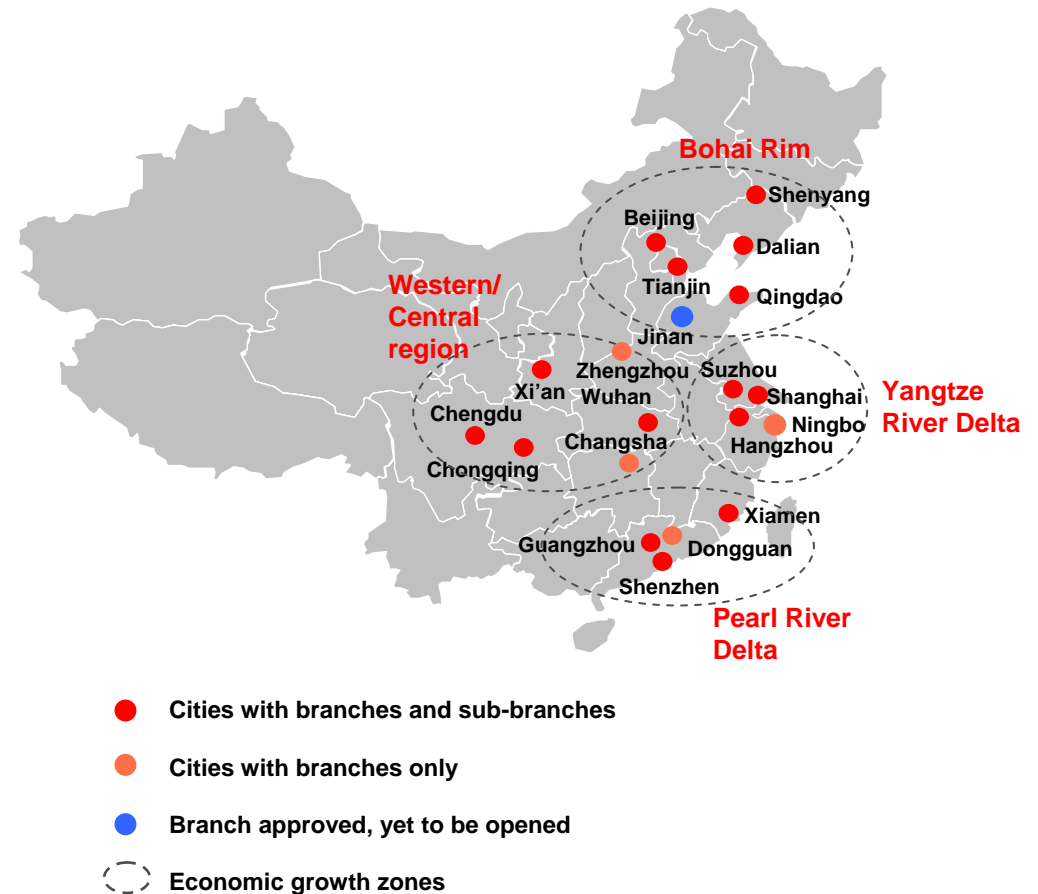 Bohai Rim
Shenyang
Beijing
Dalian
Tianjin
Western/
Central
region
Qingdao
Jinan
Zhengzhou
Suzhou
Xi’an
Wuhan
Shanghai
Yangtze
River Delta
Chengdu
Changsha
Ningbo
Hangzhou
Chongqing
Xiamen
Guangzhou
Dongguan
Shenzhen
Pearl River
Delta
Cities with branches and sub-branches
Cities with branches only
Branch approved, yet to be opened
Economic growth zones